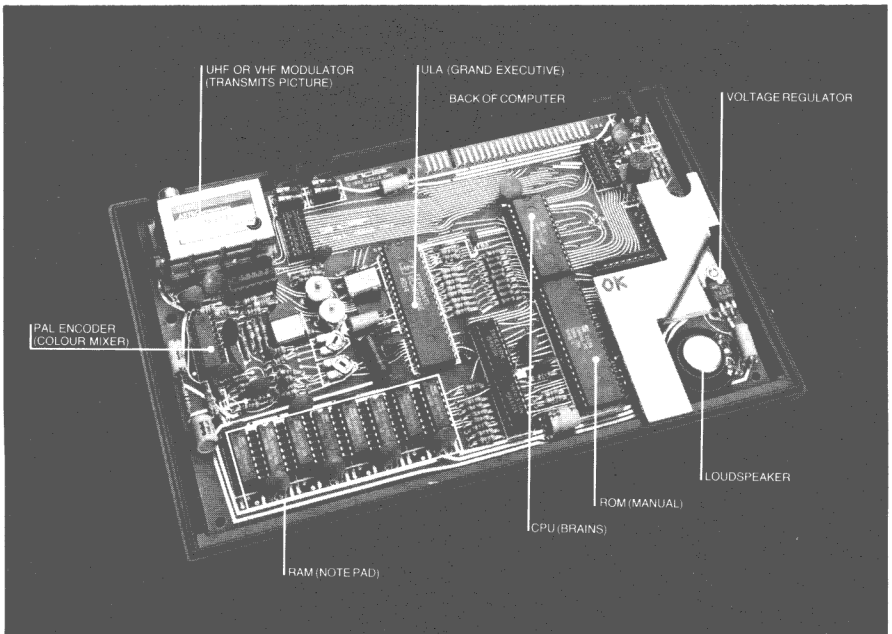 UHF OR VHF MODULATOR
(TRANSMITS PICTURE)
ULA (GRAND EXECUTIVE)
BACK OF COMPUTER
VOLTAGE REGULATOR
OK
PAL ENCODER
(COLOUR MIXER)
LOUDSPEAKER
ROM (MANUAL)
CPU (BRAINS)
RAM (NOTE PAD)